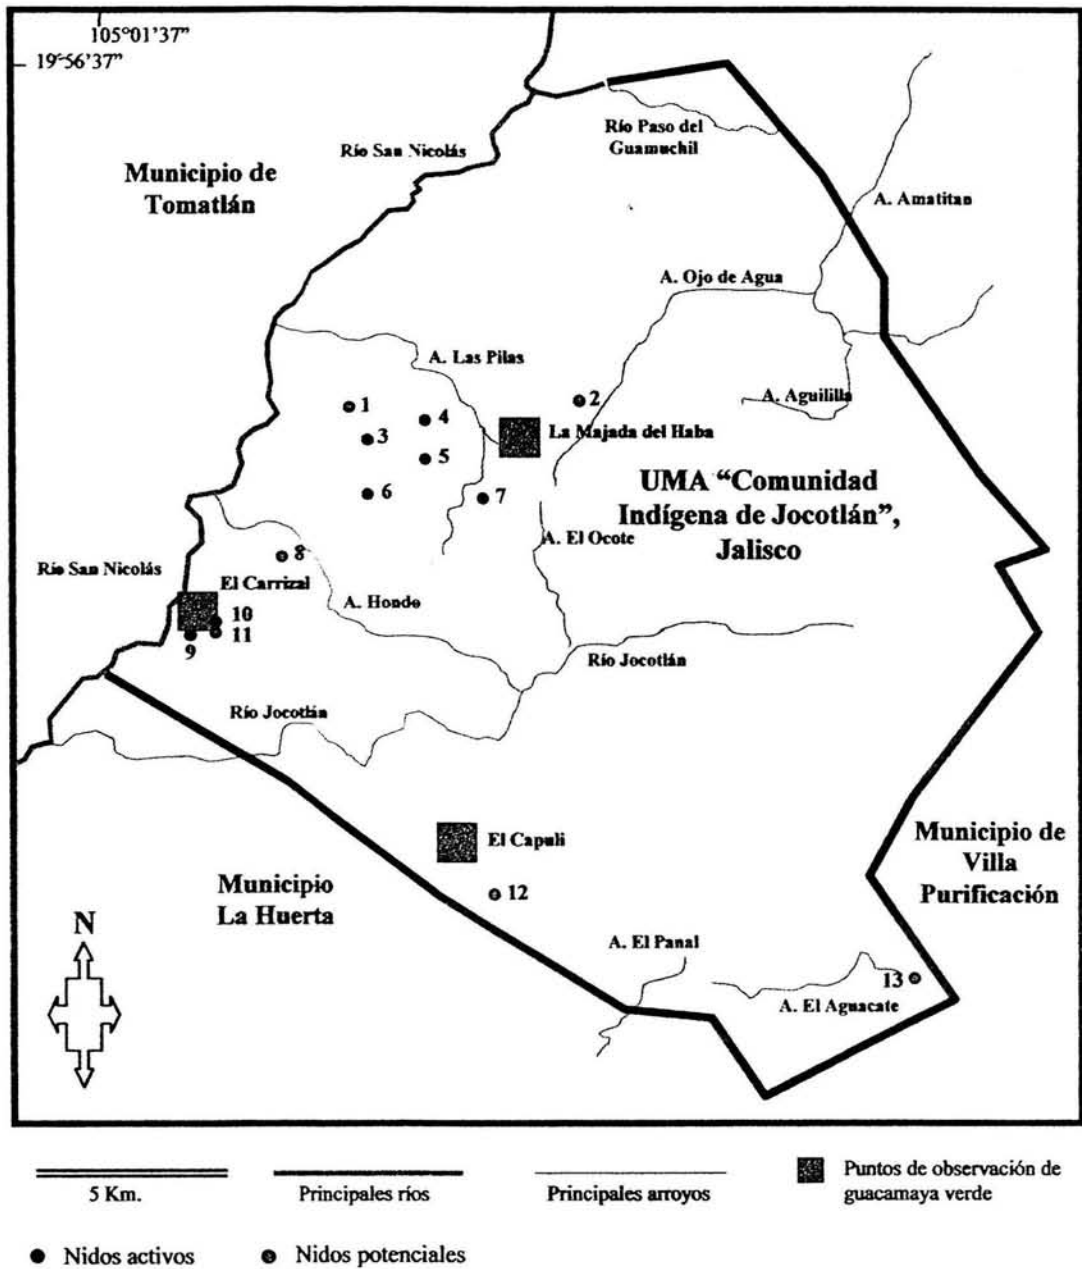 105°01'37"
19°56'37"
Río San Nicolás
Río Paso del
Guamuchil
Municipio de
Tomatlán
A. Amatitan
A. Ojo de Agua
A. Las Pilas
1
2
A. Aguililla
4
3
La Majada del Haba
5
UMA “Comunidad
Indígena de Jocotlán”,
Jalisco
6
7
A. El Ocote
8
Río San Nicolás
El Carrizal
A. Hondo
10
11
9
Río Jocotlán
Río Jocotlán
El Capuli
Municipio de
Villa
Purificación
Municipio
La Huerta
12
N
A. El Panal
13
A. El Aguacate
5 Km.
Principales ríos
Principales arroyos
Puntos de observación de
guacamaya verde
Nidos activos
Nidos potenciales